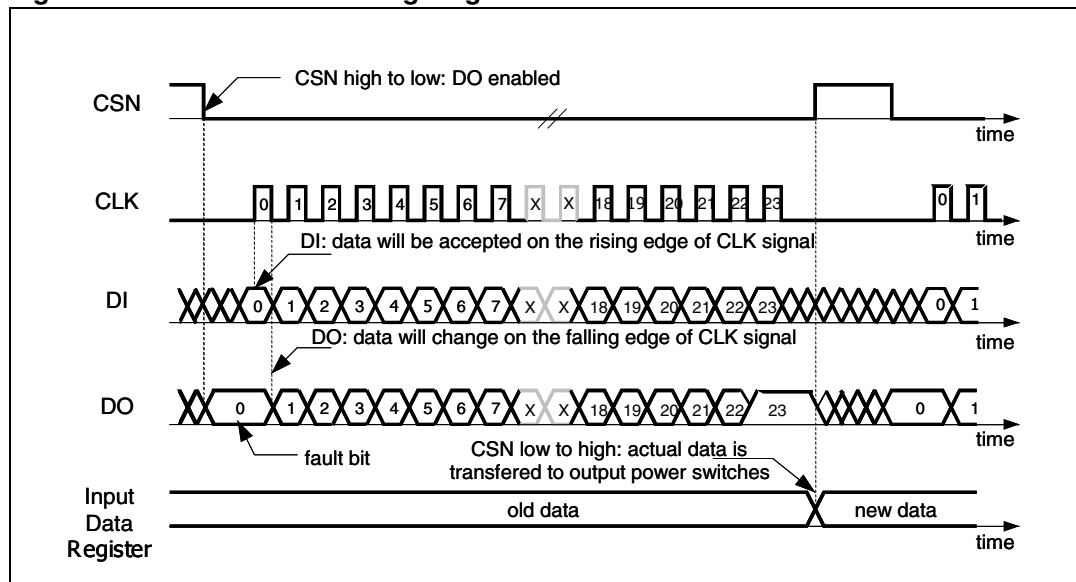 CSN high to low: DO enabled
CSN
time
CLK
0 1 2 3 4 5 6 7 X X 18 19 20 21 22 23 0 1
time
DI: data will be accepted on the rising edge of CLK signal
DI
0 1 2 3 4 5 6 7 X X 18 19 20 21 22 23 0 1
time
DO: data will change on the falling edge of CLK signal
DO
0 1 2 3 4 5 6 7 X X 18 19 20 21 22 23 0 1
time
fault bit
CSN low to high: actual data is
transfered to output power switches
Input
Data
Register
old data
new data
time